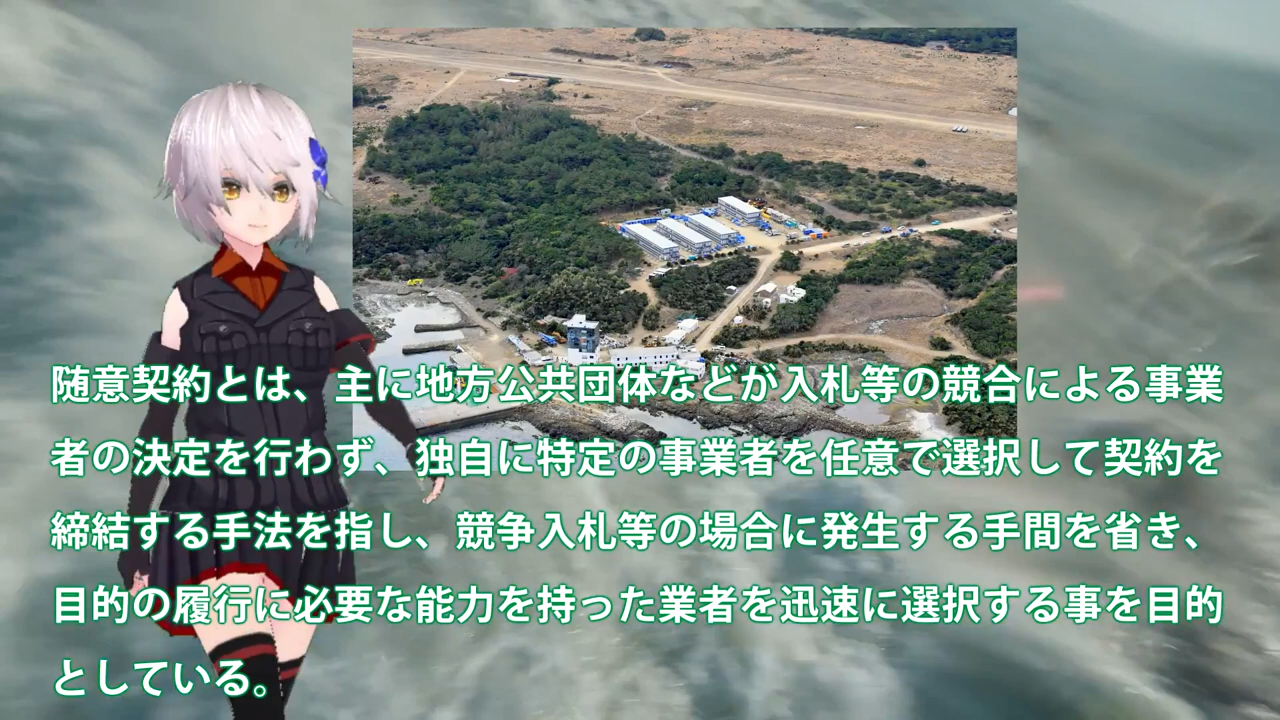 随意契約とは、主に地方公共団体などが入札等の競合による事業
者の決定を行わず、独自に特定の事業者を任意で選択して契約を
締結する手法を指し、競争入札等の場合に発生する手間を省き、
目的の履行に必要な能力を持った業者を迅速に選択する事を目的
としている。